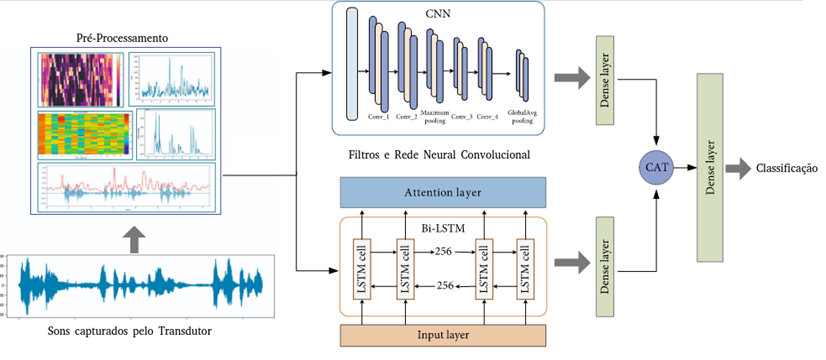 Pré-Processamento
CNN
Conv_1
Conv_2
Maximum
pooling
Conv_3
Conv_4
GlobalAvg
pooling
Dense layer
Filtros e Rede Neural Convolucional
CAT
Dense layer
Classificação
Attention layer
Bi-LSTM
LSTM cell
LSTM cell
256
256
LSTM cell
LSTM cell
Dense layer
Input layer
Sons capturados pelo Transdutor